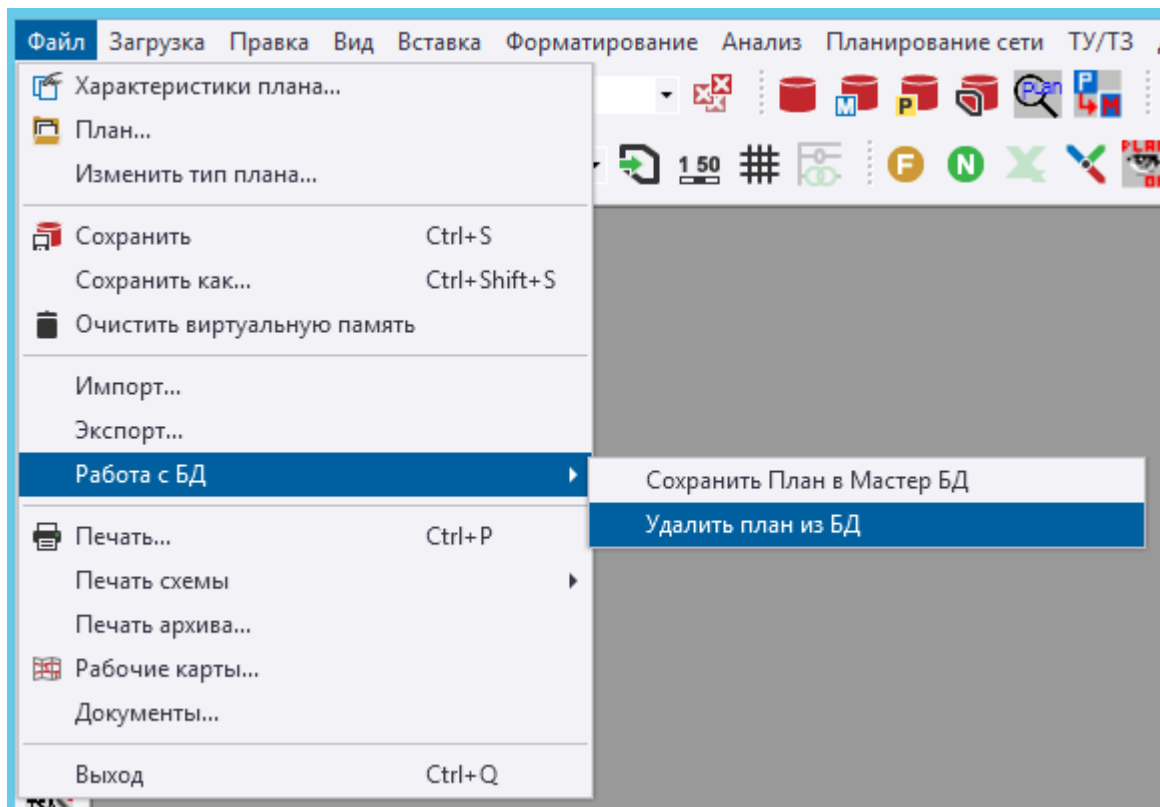 Файл Загрузка Правка Вид Вставка Форматирование Анализ Планирование сети ТУ/ТЗ
Характеристики плана...
План...
Изменить тип плана...
M P Plan P M
1 50 F N PLAN
Сохранить Ctrl+S
Сохранить как... Ctrl+Shift+S
Очистить виртуальную память
Импорт...
Экспорт...
Работа с БД
Сохранить План в Мастер БД
Удалить план из БД
Печать... Ctrl+P
Печать схемы
Печать архива...
Рабочие карты...
Документы...
Выход Ctrl+Q